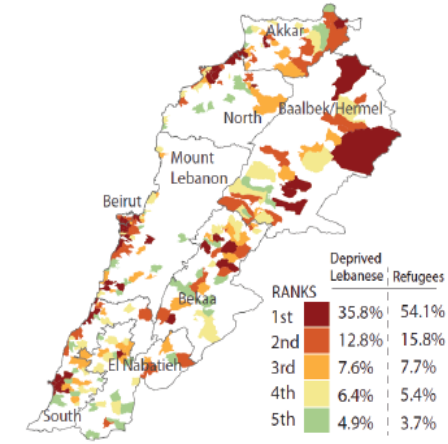 Akkar
North
Baalbek/Hermel
Mount
Lebanon
Beirut
Bekaa
El Nabatieh
South
Deprived
Lebanese Refugees
RANKS
1st 35.8% 54.1%
2nd 12.8% 15.8%
3rd 7.6% 7.7%
4th 6.4% 5.4%
5th 4.9% 3.7%